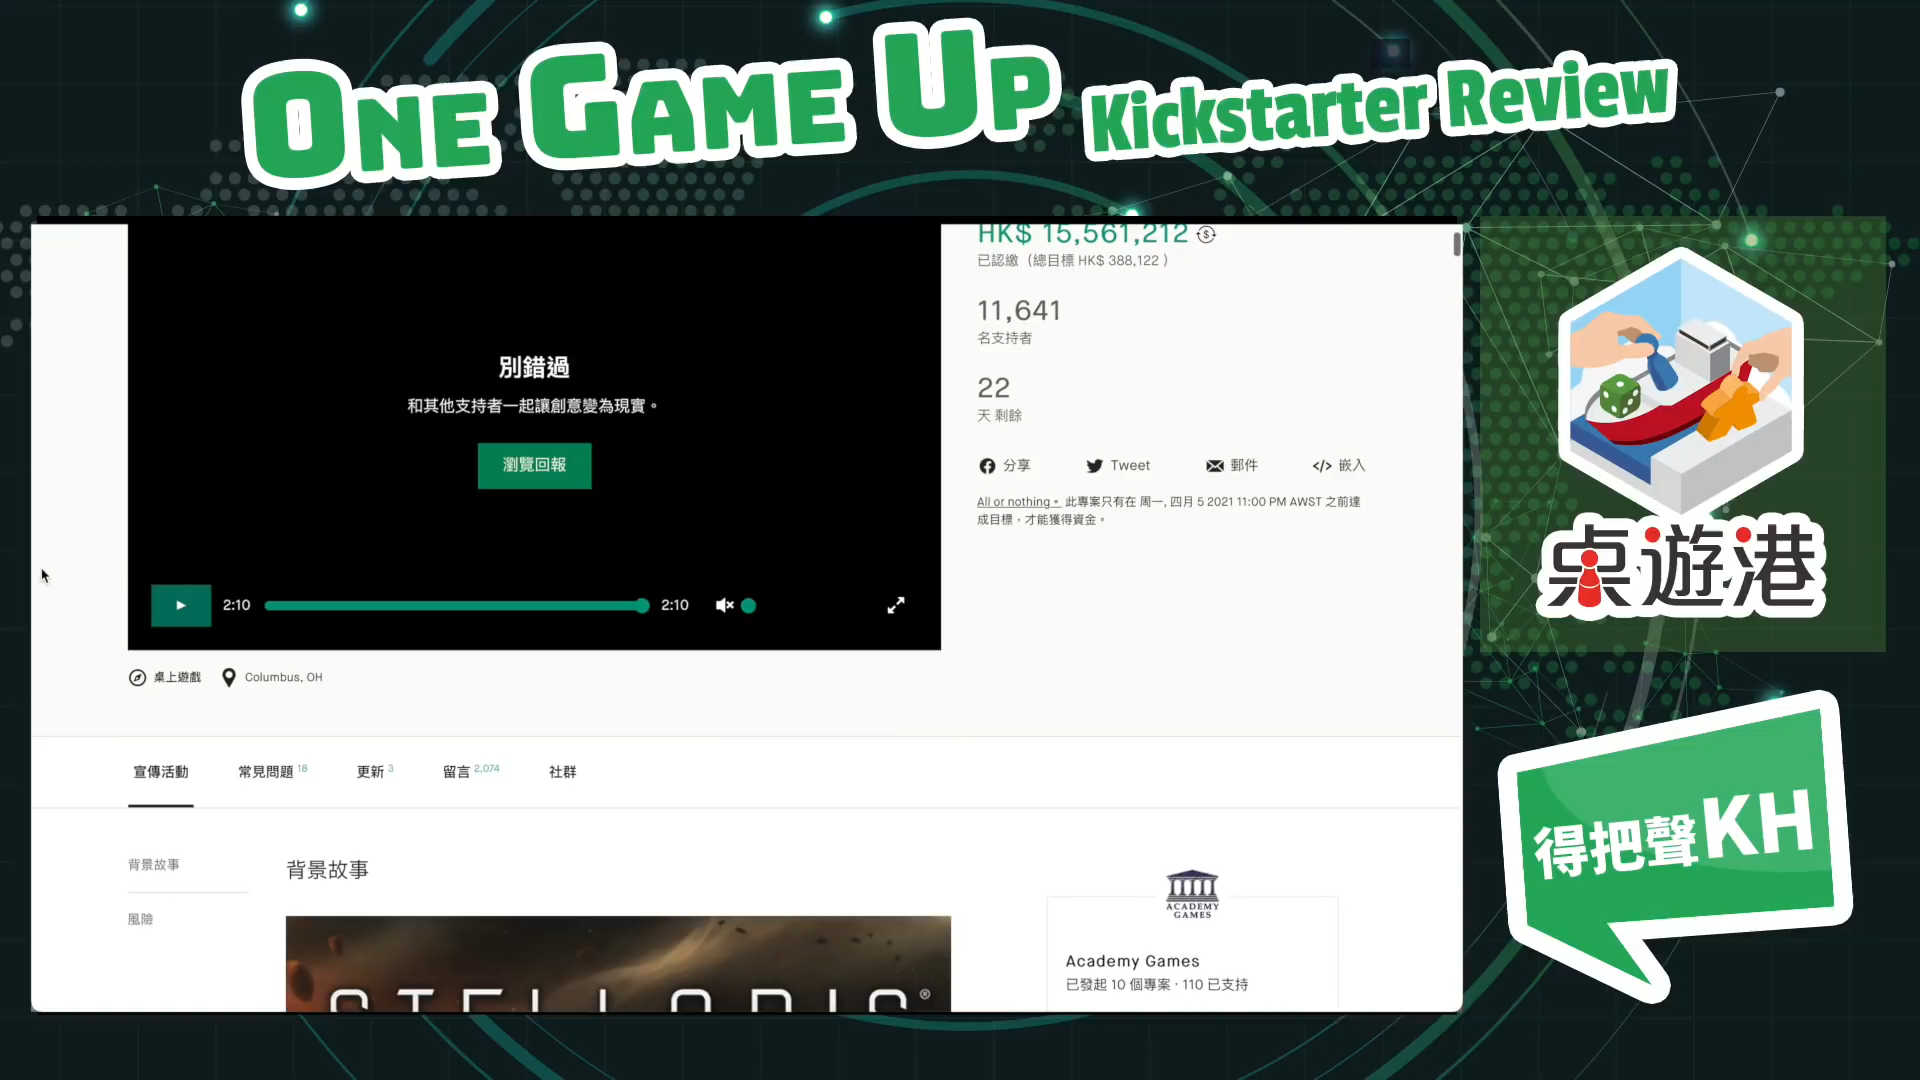 ONE GAME UP Kickstarter Review
HK$ 15,561,212
已認繳（總目標 HK$ 388,122 ）
11,641
名支持者
22
天 剩餘
分享
Tweet
郵件
嵌入
All or nothing。 此專案只有在 周一, 四月 5 2021 11:00 PM AWST 之前達
成目標，才能獲得資金。
別錯過
和其他支持者一起讓創意變為現實。
瀏覽回報
2:10
2:10
桌上遊戲
Columbus, OH
宣傳活動
常見問題 18
更新 3
留言 2,074
社群
背景故事
風險
背景故事
STELLARIS®
ACADEMY
GAMES
Academy Games
已發起 10 個專案 · 110 已支持
桌遊港
得把聲KH